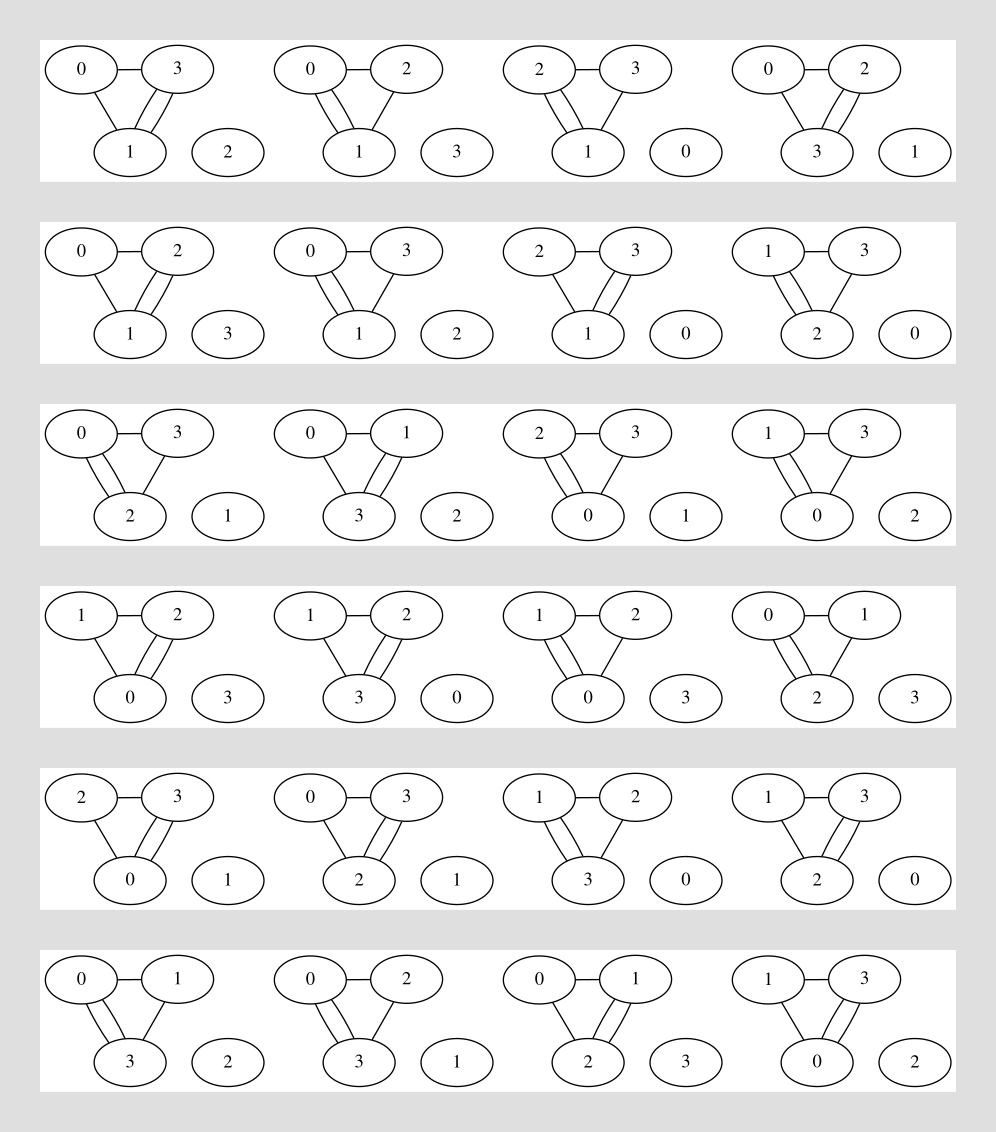 0 3 0 2 2 3 0 2
1 2 1 3 1 0 3 1
0 2 0 3 2 3 1 3
1 3 1 2 1 0 2 0
0 3 0 1 2 3 1 3
2 1 3 2 0 1 0 2
1 2 1 2 1 2 0 1
0 3 3 0 0 3 2 3
2 3 0 3 1 2 1 3
0 1 2 1 3 0 2 0
0 1 0 2 0 1 1 3
3 2 3 1 2 3 0 2